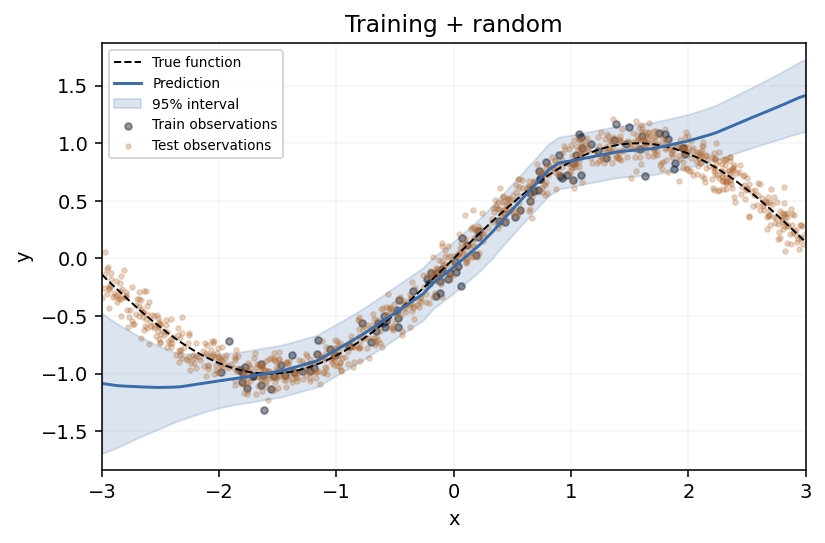 Training + random
True function
Prediction
95% interval
Train observations
Test observations
y
1.5
1.0
0.5
0.0
−0.5
−1.0
−1.5
−3
−2
−1
0
1
2
3
x